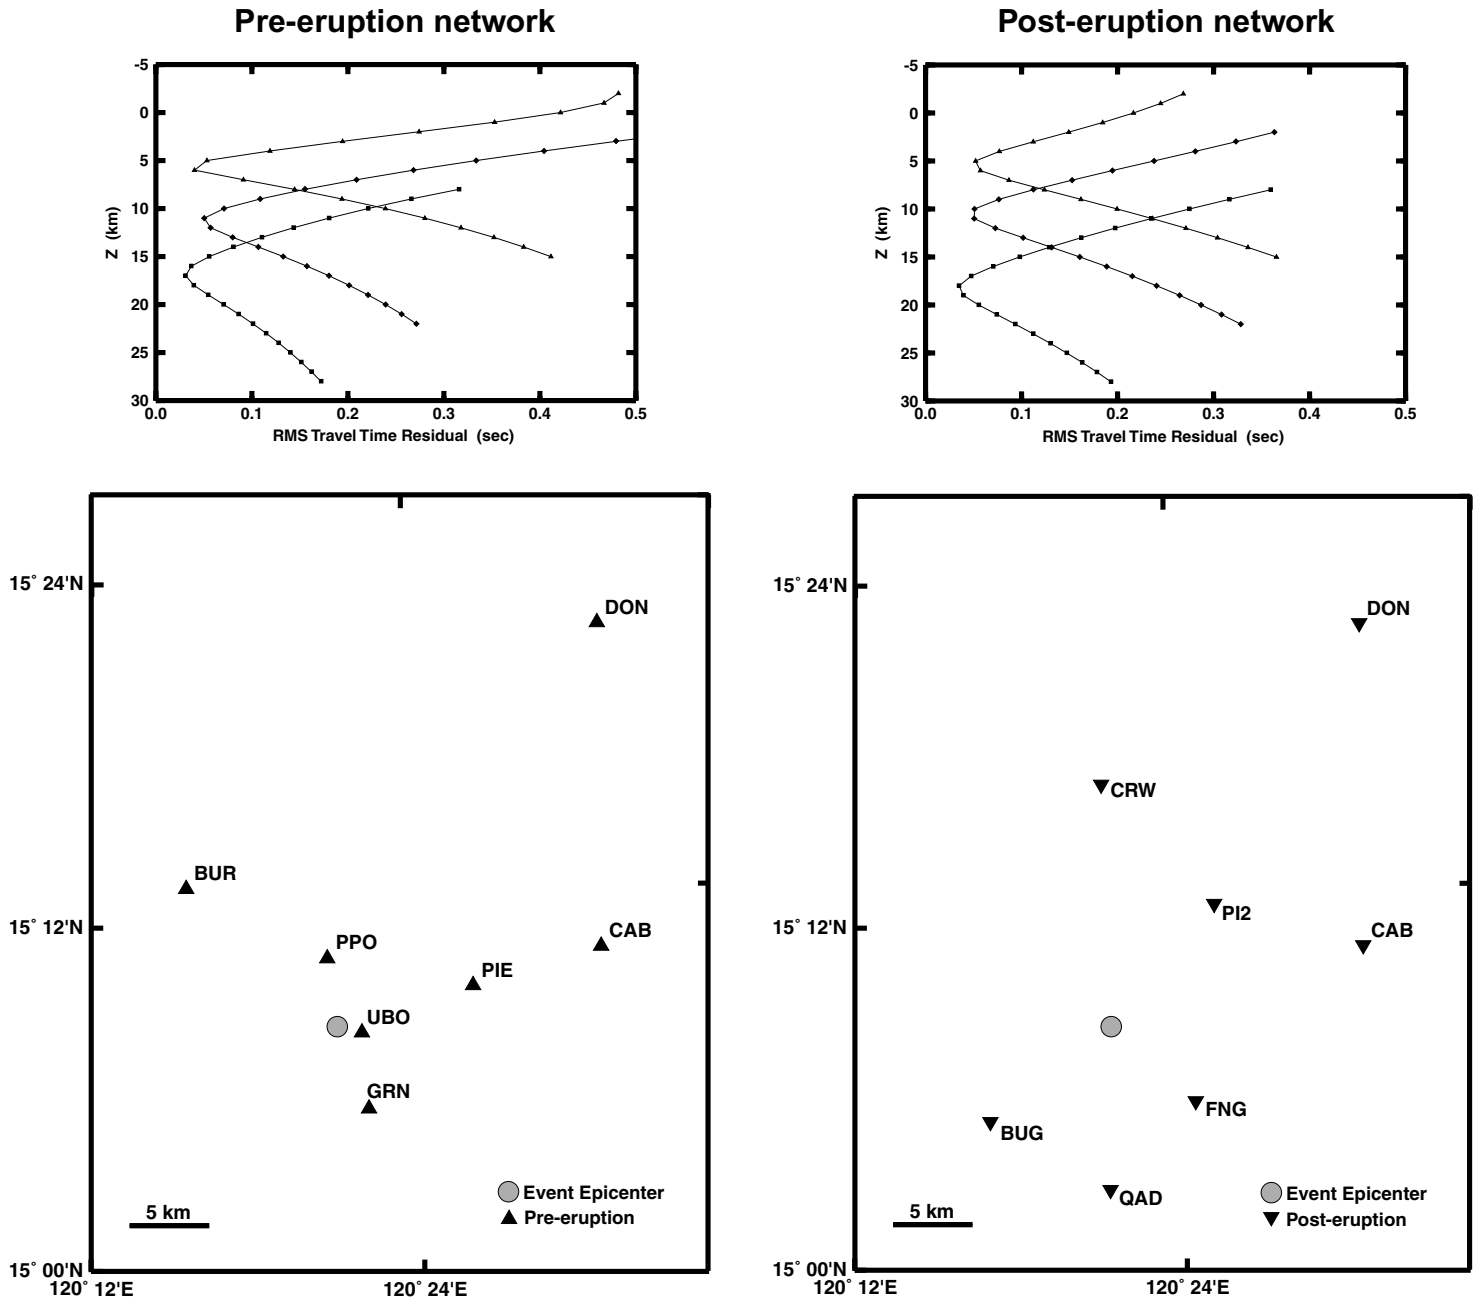 Pre-eruption network
Post-eruption network
-5
0
5
10
15
20
25
30
Z (km)
0.0 0.1 0.2 0.3 0.4 0.5
RMS Travel Time Residual (sec)
-5
0
5
10
15
20
25
30
Z (km)
0.0 0.1 0.2 0.3 0.4 0.5
RMS Travel Time Residual (sec)
15° 24'N
DON
BUR
15° 12'N
CAB
PPO
PIE
UBO
GRN
Event Epicenter
5 km
Pre-eruption
15° 00'N
120° 12'E 120° 24'E
15° 24'N
DON
CRW
PI2
15° 12'N
CAB
FNG
BUG
QAD
Event Epicenter
5 km
Post-eruption
15° 00'N
120° 12'E 120° 24'E